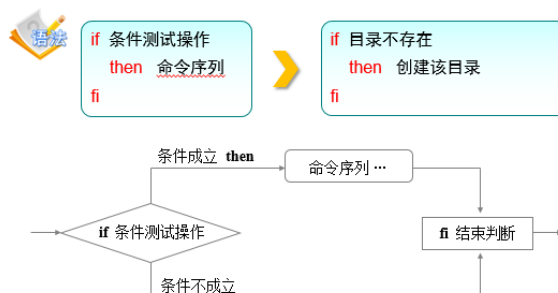 语法
if 条件测试操作
then 命令序列
fi
if 目录不存在
then 创建该目录
fi
条件成立 then
命令序列 …
if 条件测试操作
fi 结束判断
条件不成立